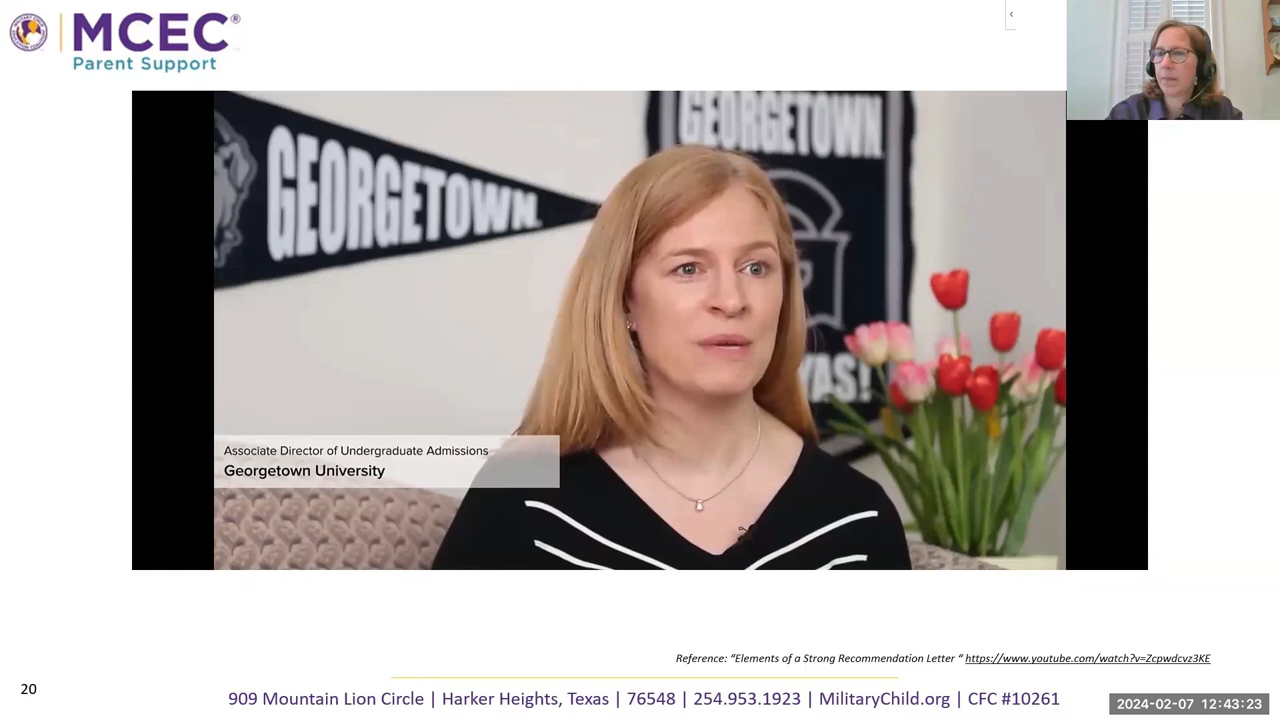 MCEC®
Parent Support
GEORGETOWN
GEORGETOWN
YAS!
Associate Director of Undergraduate Admissions
Georgetown University
Reference: “Elements of a Strong Recommendation Letter “ https://www.youtube.com/watch?v=Zcpwdcvz3KE
20
909 Mountain Lion Circle | Harker Heights, Texas | 76548 | 254.953.1923 | MilitaryChild.org | CFC #10261
2024-02-07 12:43:23